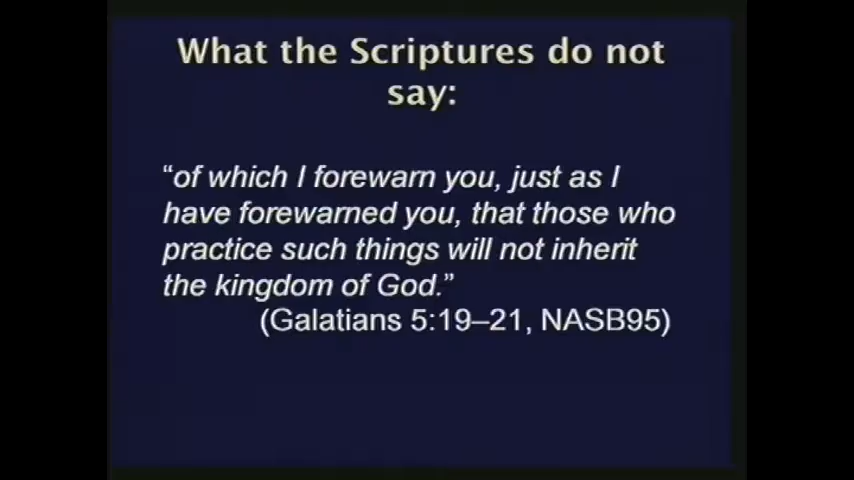 What the Scriptures do not
say:
“of which I forewarn you, just as I
have forewarned you, that those who
practice such things will not inherit
the kingdom of God.”
(Galatians 5:19–21, NASB95)